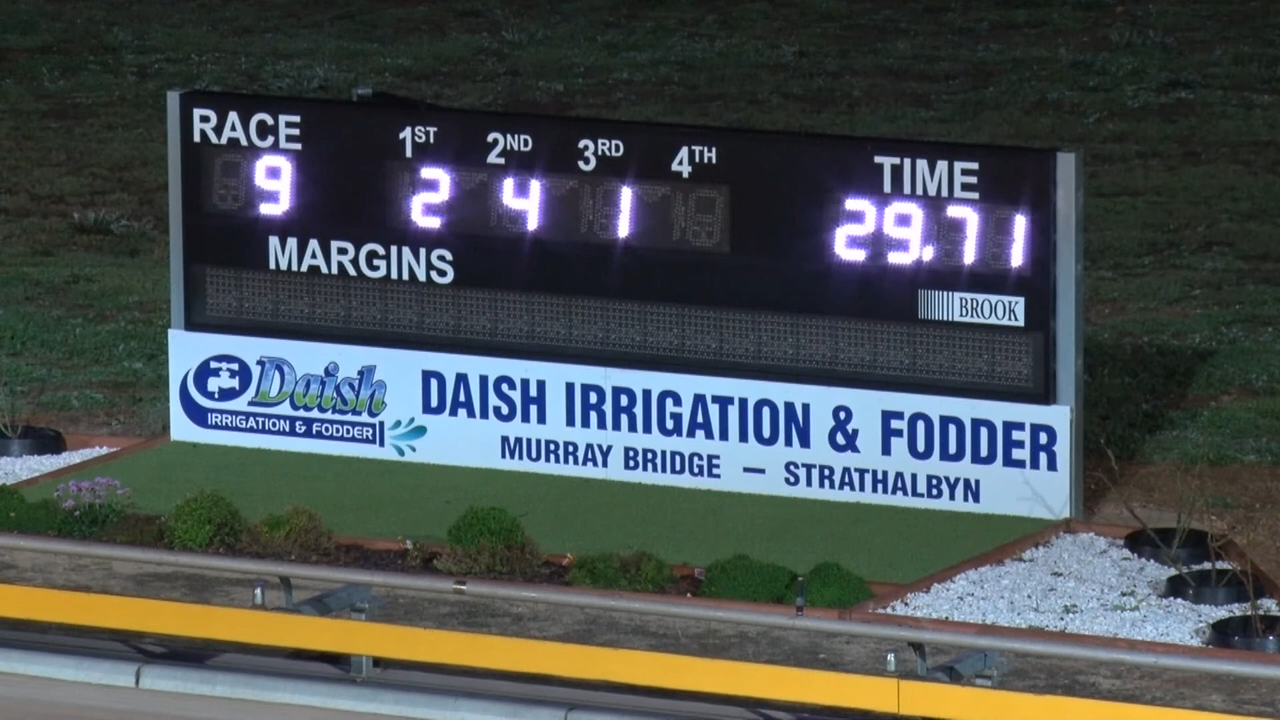 RACE 1ST 2ND 3RD 4TH TIME
9 2 4 1 29.71
MARGINS
BROOK
Daish
IRRIGATION & FODDER
DAISH IRRIGATION & FODDER
MURRAY BRIDGE — STRATHALBYN